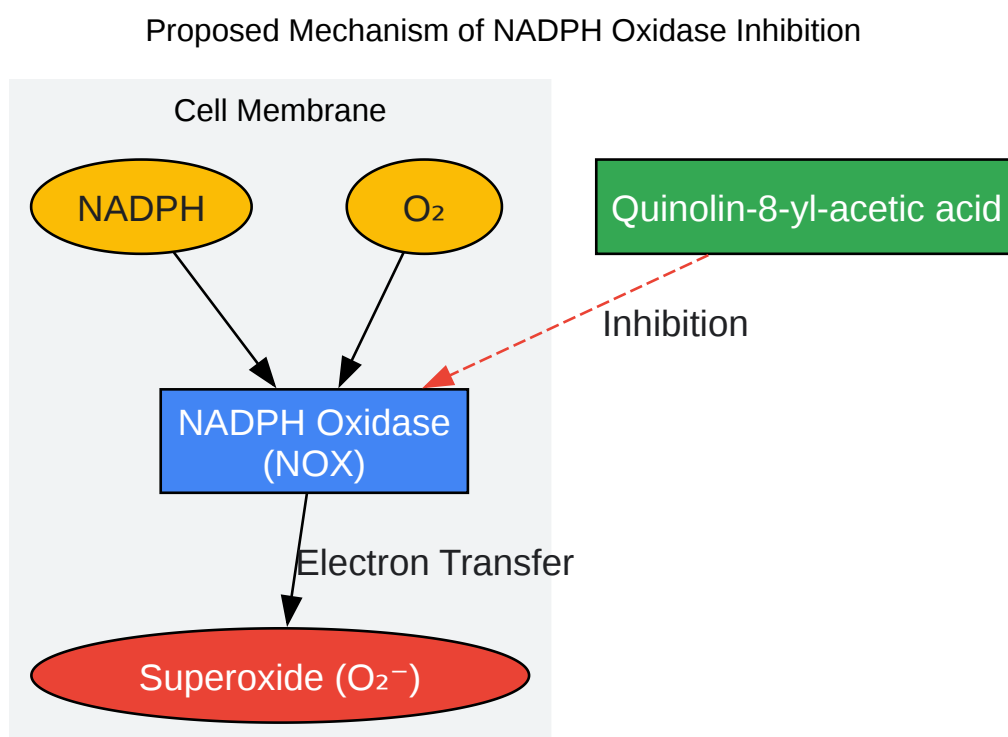 Proposed Mechanism of NADPH Oxidase Inhibition
Cell Membrane
NADPH
O₂
Quinolin-8-yl-acetic acid
Inhibition
NADPH Oxidase
(NOX)
Electron Transfer
Superoxide (O₂⁻)